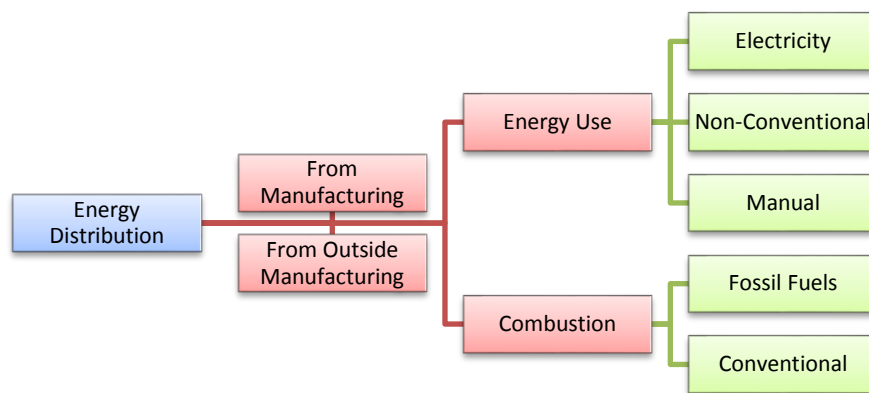 Energy
Distribution
From
Manufacturing
From Outside
Manufacturing
Energy Use
Combustion
Electricity
Non-Conventional
Manual
Fossil Fuels
Conventional